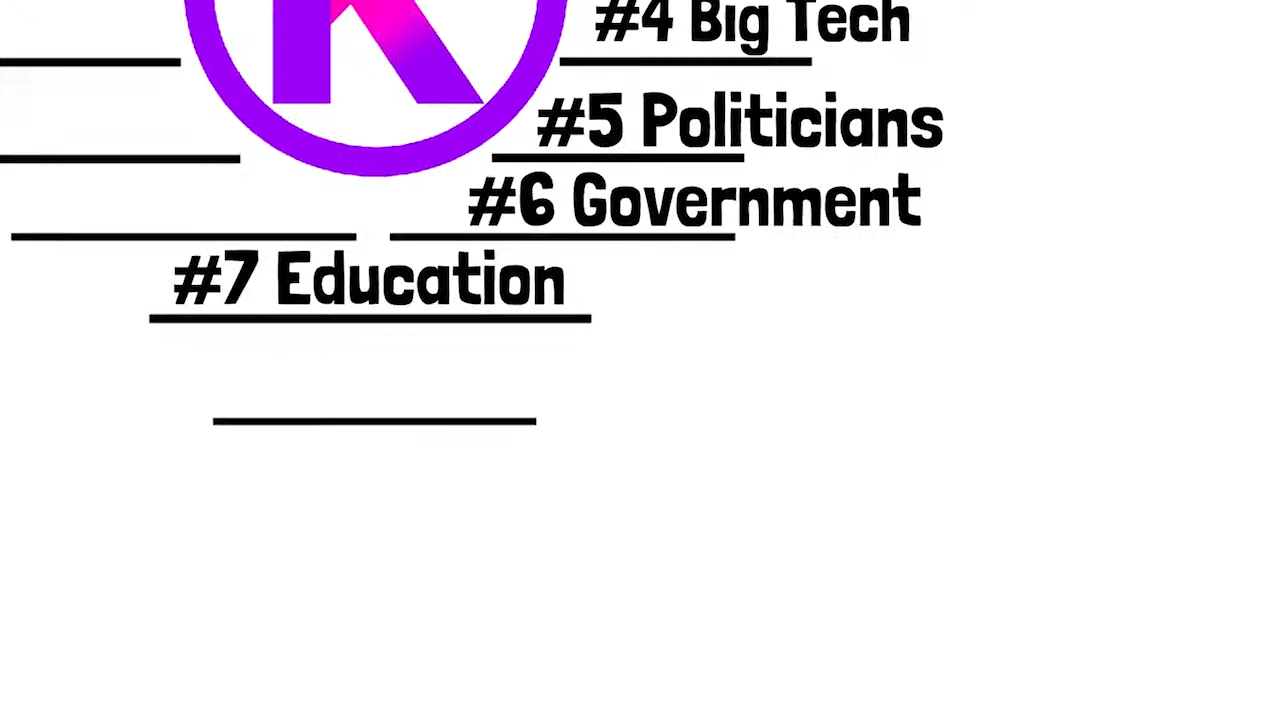 K
#4 Big Tech
#5 Politicians
#6 Government
#7 Education